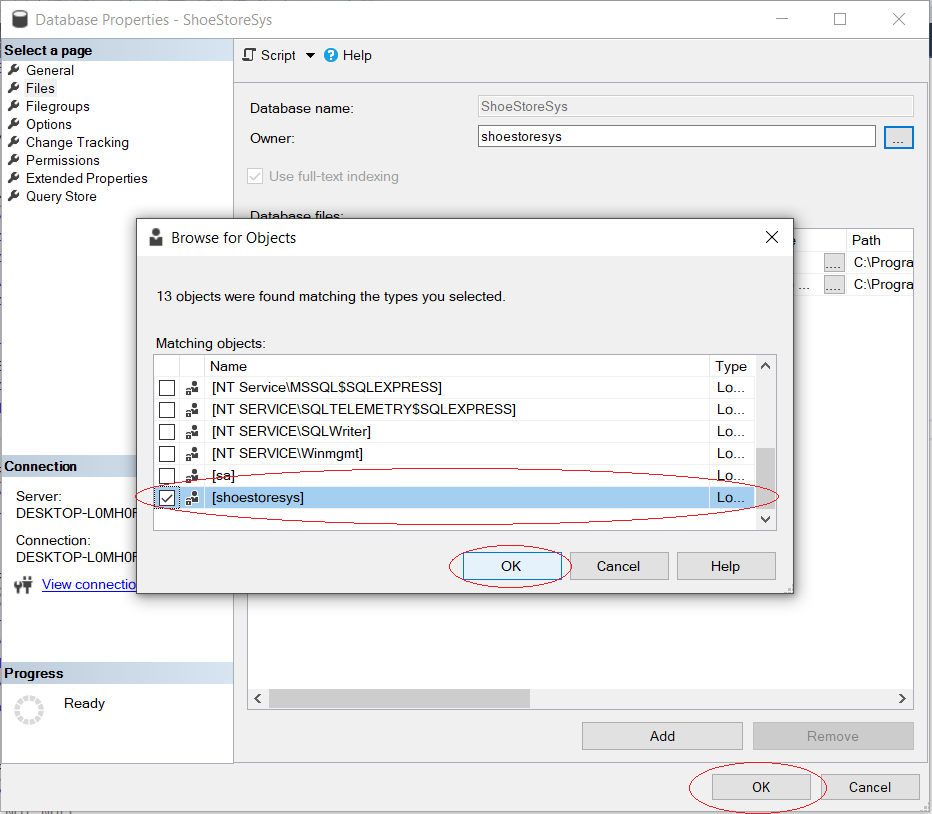 Database Properties - ShoeStoreSys
Select a page
General
Files
Filegroups
Options
Change Tracking
Permissions
Extended Properties
Query Store
Script
Help
Database name:
ShoeStoreSys
Owner:
shoestoresys
...
Use full-text indexing
Database files:
Path
....
C:\Progra
...
....
C:\Progra
Browse for Objects
13 objects were found matching the types you selected.
Matching objects:
Name Type
[NT Service\MSSQL$SQLEXPRESS] Lo...
[NT SERVICE\SQLTELEMETRY$SQLEXPRESS] Lo...
[NT SERVICE\SQLWriter] Lo...
[NT SERVICE\Winmgmt] Lo...
[sa] Lo...
[shoestoresys] Lo...
OK Cancel Help
Connection
Server:
Connection:
View connectio
Progress
Ready
Add Remove
OK Cancel